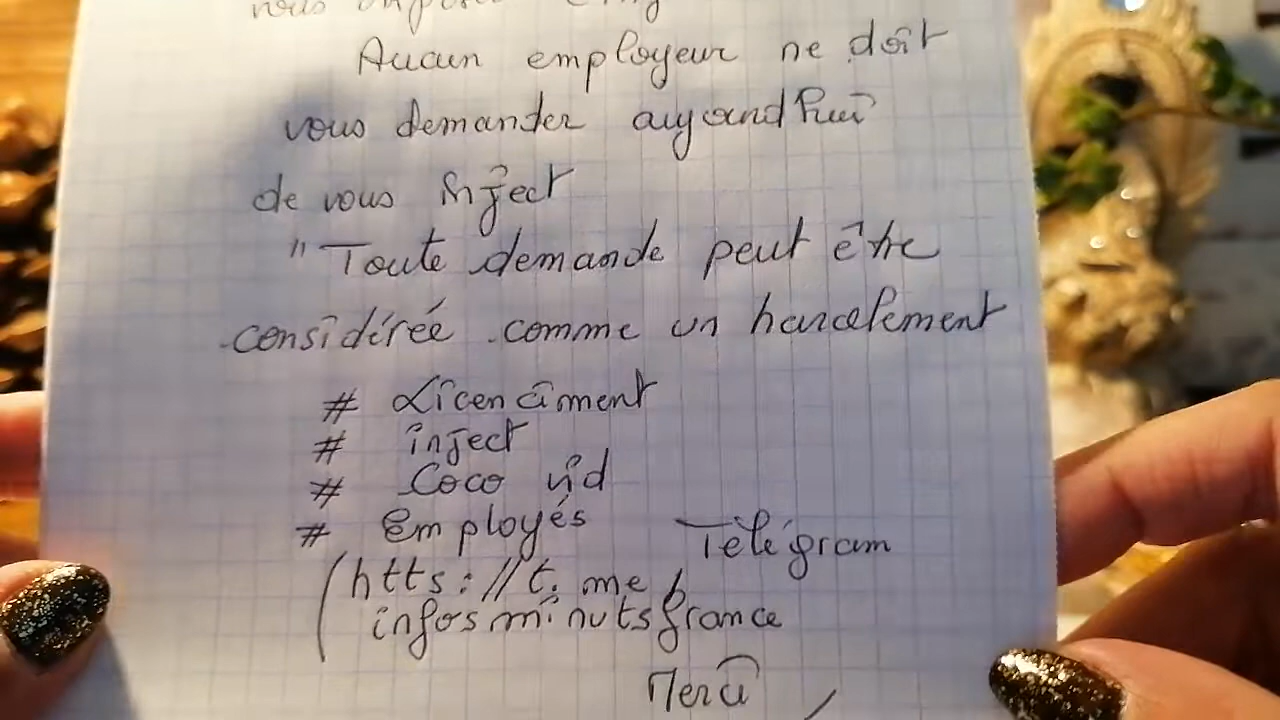 vous
Aucun employeur ne doit
vous demander aujourd'hui
de vous inject
"Toute demande peut être
considérée comme un harcelement
# Licenciment
# inject
# Coco vid
# Employés
Télégram
(htts://t.me/
infosminutsfrance
Merci